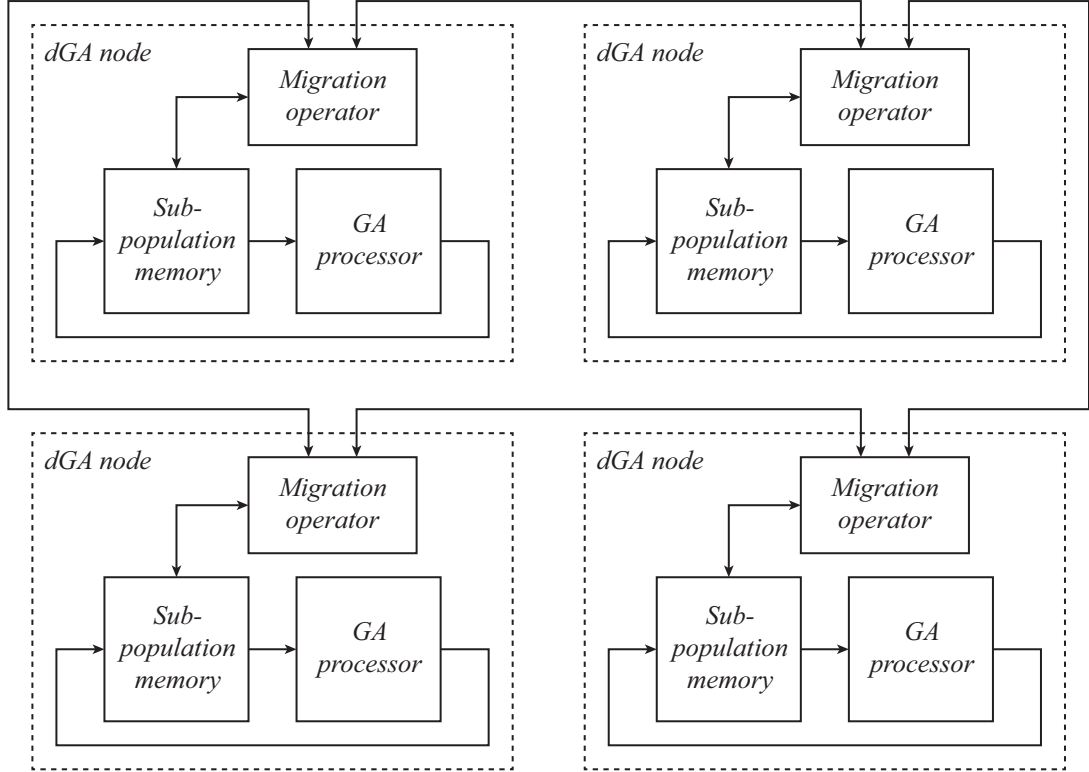 dGA node
Migration
operator
Sub-
population
memory
GA
processor
dGA node
Migration
operator
Sub-
population
memory
GA
processor
dGA node
Migration
operator
Sub-
population
memory
GA
processor
dGA node
Migration
operator
Sub-
population
memory
GA
processor